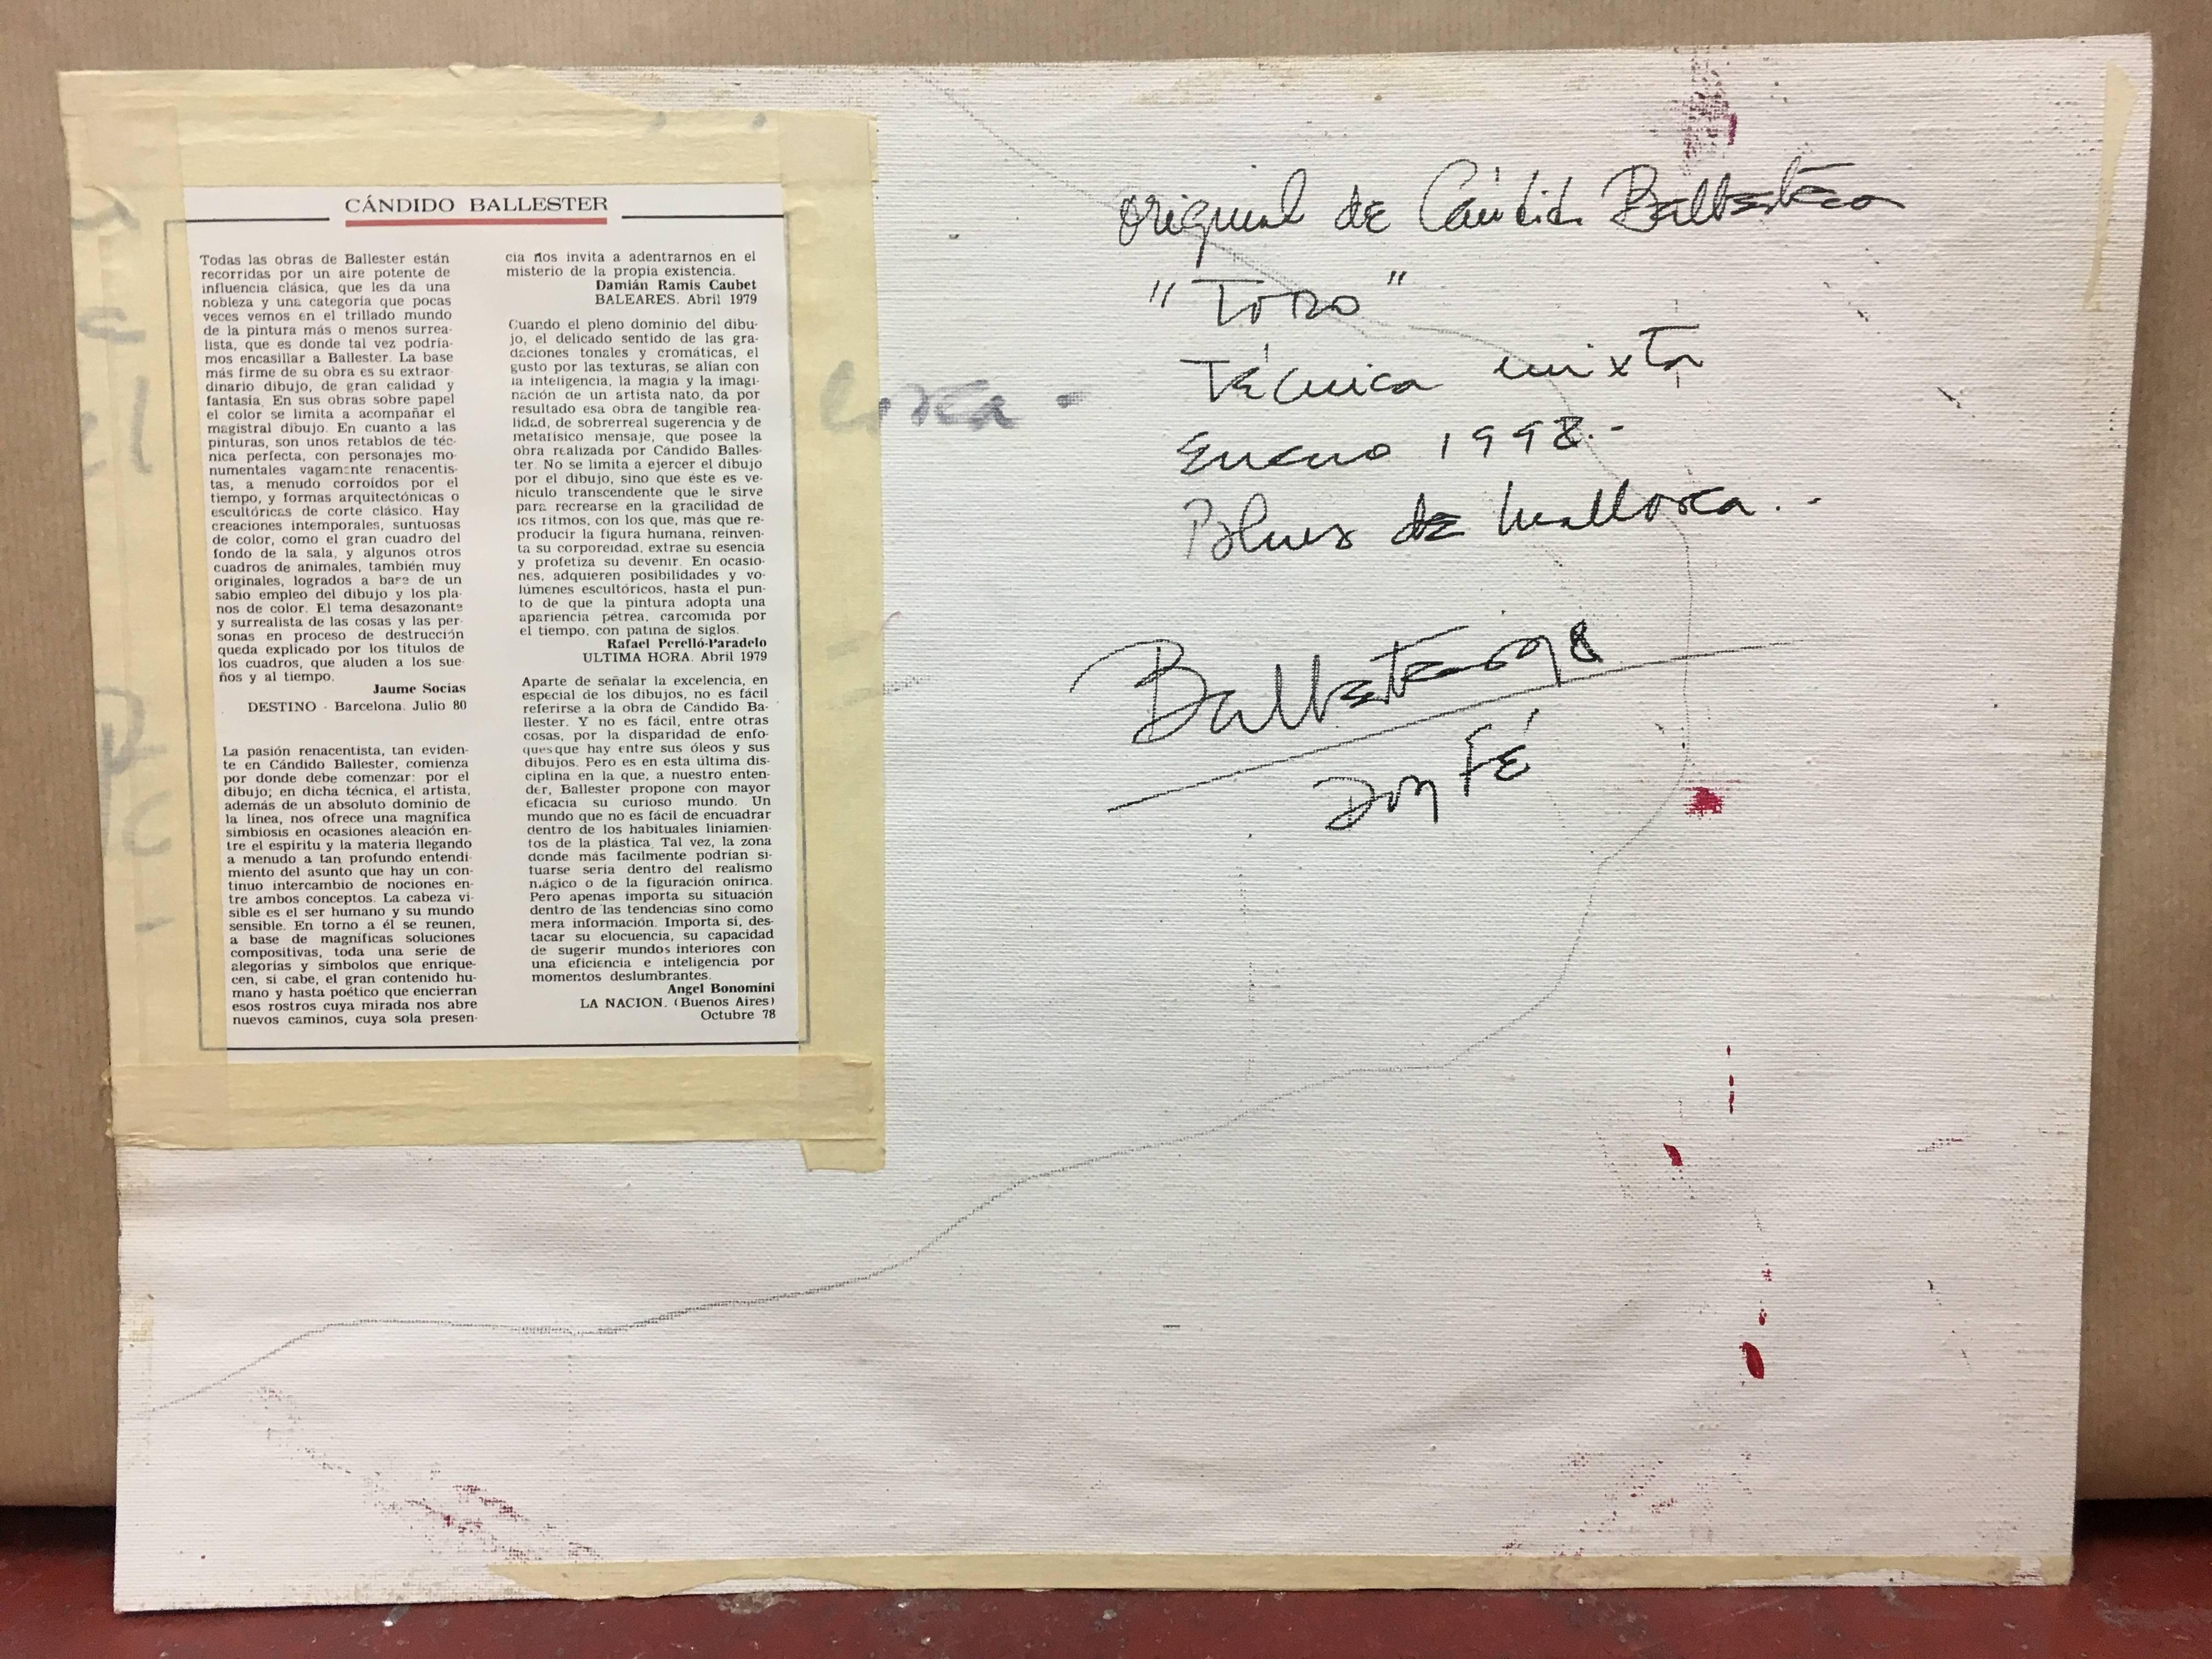 CÁNDIDO BALLESTER
Todas las obras de Ballester están
recorridas por un aire potente de
influencia clásica, que les da una
nobleza y una categoría que pocas
veces vemos en el trillado mundo
de la pintura más o menos surrea-
lista, que es donde tal vez podría-
mos encasillar a Ballester. La base
más firme de su obra es su extraor-
dinario dibujo, de gran calidad y
fantasía. En sus obras sobre papel
el color se limita a acompañar el
magistral dibujo. En cuanto a las
pinturas, son unos retablos de téc-
nica perfecta, con personajes mo-
numentales vagamente renacentis-
tas, a menudo corroídos por el
tiempo, y formas arquitectónicas o
escultóricas de corte clásico. Hay
creaciones intemporales, suntuosas
de color, como el gran cuadro del
fondo de la sala, y algunos otros
cuadros de animales, también muy
originales, logrados a base de un
sabio empleo del dibujo y los pla-
nos de color. El tema desazonante
y surrealista de las cosas y las per-
sonas en proceso de destrucción
queda explicado por los títulos de
los cuadros, que aluden a los sue-
ños y al tiempo.
Jaume Socias
DESTINO - Barcelona. Julio 80
La pasión renacentista, tan eviden-
te en Cándido Ballester, comienza
por donde debe comenzar: por el
dibujo; en dicha técnica, el artista,
además de un absoluto dominio de
la línea, nos ofrece una magnífica
simbiosis en ocasiones aleación en-
tre el espíritu y la materia llegando
a menudo a tan profundo entendi-
miento del asunto que hay un con-
tinuo intercambio de nociones en-
tre ambos conceptos. La cabeza vi-
sible es el ser humano y su mundo
sensible. En torno a él se reunen,
a base de magníficas soluciones
compositivas, toda una serie de
alegorías y símbolos que enrique-
cen, si cabe, el gran contenido hu-
mano y hasta poético que encierran
esos rostros cuya mirada nos abre
nuevos caminos, cuya sola presen-
cia nos invita a adentrarnos en el
misterio de la propia existencia.
Damián Ramis Caubet
BALEARES. Abril 1979
Cuando el pleno dominio del dibu-
jo, el delicado sentido de las gra-
daciones tonales y cromáticas, el
gusto por las texturas, se alían con
la inteligencia, la magia y la imagi-
nación de un artista nato, da por
resultado esa obra de tangible rea-
lidad, de sobrerreal sugerencia y de
metafísico mensaje, que posee la
obra realizada por Cándido Balles-
ter. No se limita a ejercer el dibujo
por el dibujo, sino que éste es ve-
hículo transcendente que le sirve
para recrearse en la gracilidad de
los ritmos, con los que, más que re-
producir la figura humana, reinven-
ta su corporeidad, extrae su esencia
y profetiza su devenir. En ocasio-
nes, adquieren posibilidades y vo-
lúmenes escultóricos, hasta el pun-
to de que la pintura adopta una
apariencia pétrea, carcomida por
el tiempo, con patina de siglos.
Rafael Perelló-Paradelo
ULTIMA HORA. Abril 1979
Aparte de señalar la excelencia, en
especial de los dibujos, no es fácil
referirse a la obra de Cándido Ba-
llester. Y no es fácil, entre otras
cosas, por la disparidad de enfo-
ques que hay entre sus óleos y sus
dibujos. Pero es en esta última dis-
ciplina en la que, a nuestro enten-
der, Ballester propone con mayor
eficacia su curioso mundo. Un
mundo que no es fácil de encuadrar
dentro de los habituales liniamien-
tos de la plástica. Tal vez, la zona
donde más facilmente podrían si-
tuarse sería dentro del realismo
mágico o de la figuración onírica.
Pero apenas importa su situación
dentro de las tendencias sino como
mera información. Importa sí, des-
tacar su elocuencia, su capacidad
de sugerir mundos interiores con
una eficiencia e inteligencia por
momentos deslumbrantes.
Angel Bonomini
LA NACION. (Buenos Aires)
Octubre 78
original de Cándido Ballester
"Toro"
Técnica mixta
Enero 1998.-
Palma de Mallorca.-
Ballester 98
Doy Fé